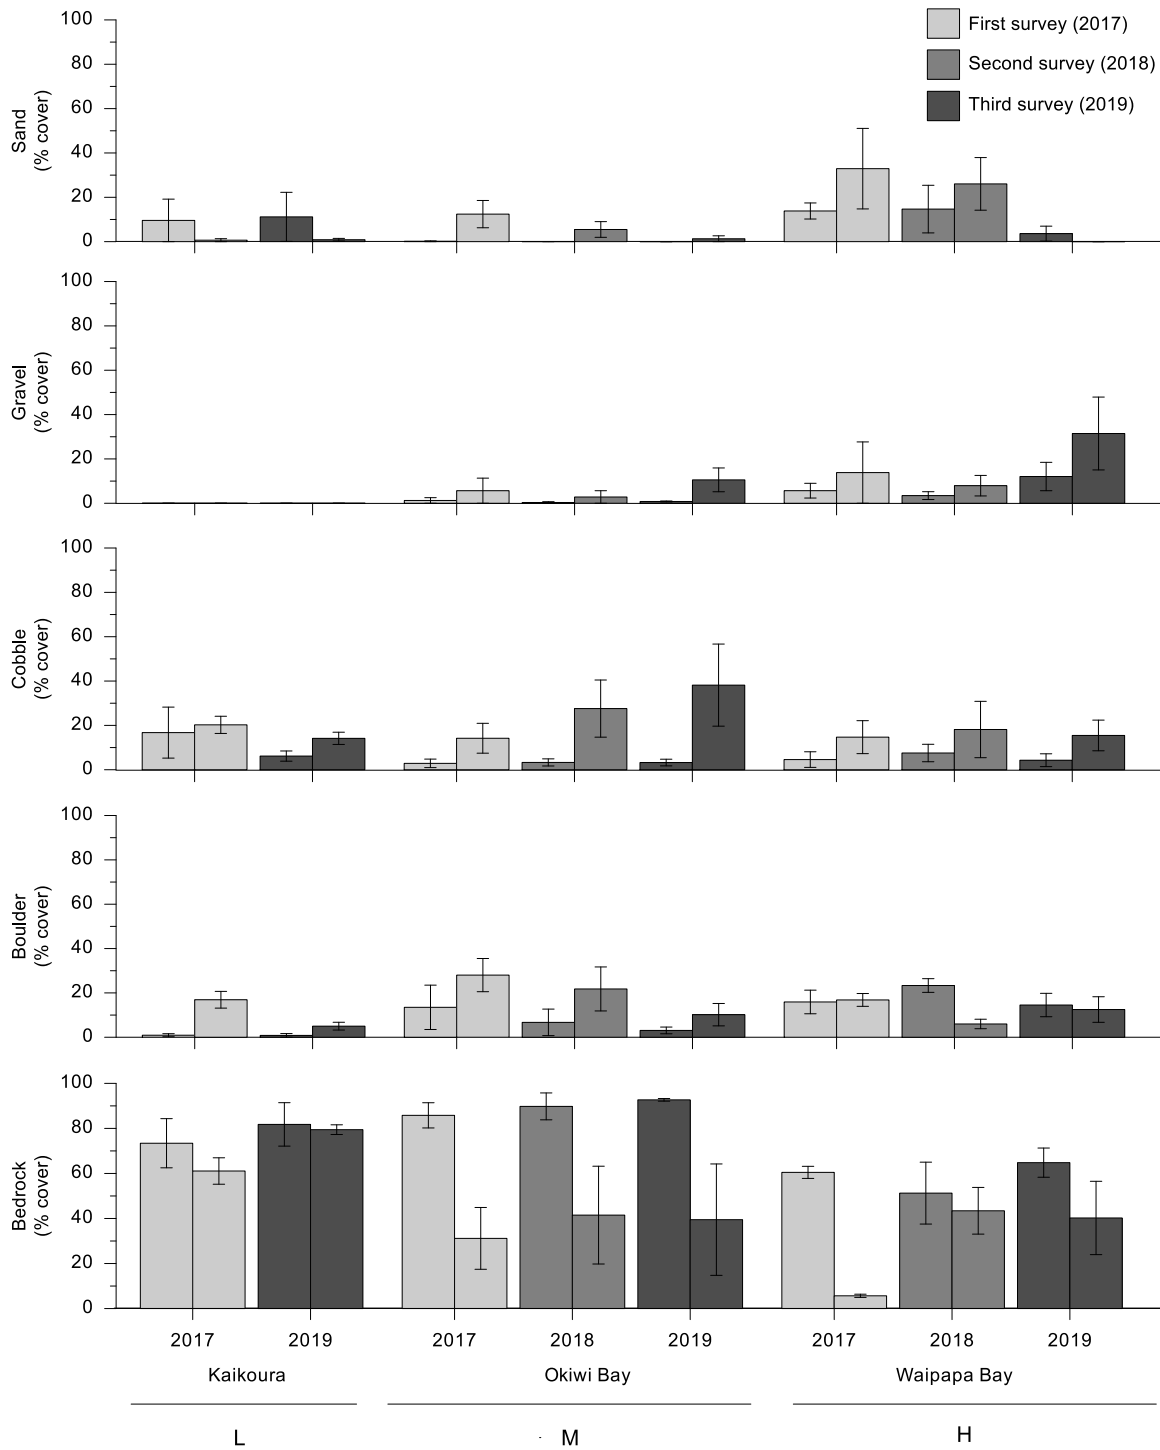 First survey (2017)
Second survey (2018)
Third survey (2019)
Sand
(% cover)
100
80
60
40
20
0
Gravel
(% cover)
100
80
60
40
20
0
Cobble
(% cover)
100
80
60
40
20
0
Boulder
(% cover)
100
80
60
40
20
0
Bedrock
(% cover)
100
80
60
40
20
0
2017 2019 2017 2018 2019 2017 2018 2019
Kaikoura Okiwi Bay Waipapa Bay
L M H